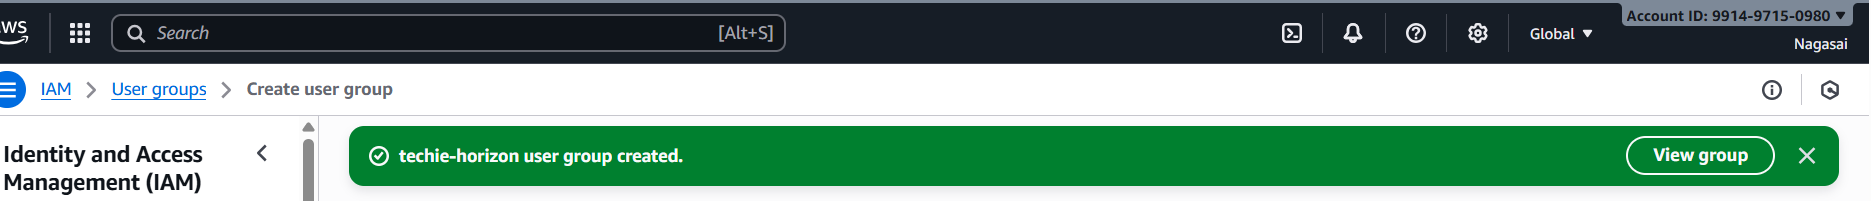 Search [Alt+S] Global Account ID: 9914-9715-0980
Nagasai
IAM User groups Create user group
Identity and Access
Management (IAM)
techie-horizon user group created. View group